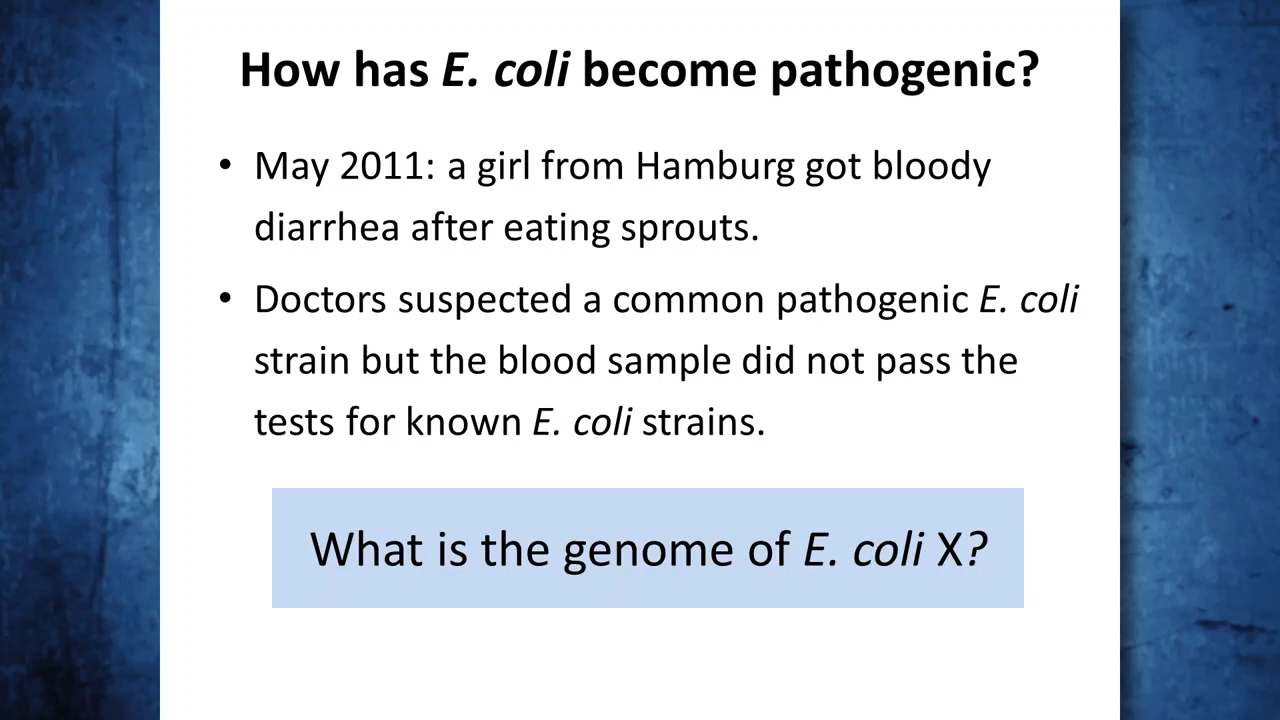 How has E. coli become pathogenic?
• May 2011: a girl from Hamburg got bloody
diarrhea after eating sprouts.
• Doctors suspected a common pathogenic E. coli
strain but the blood sample did not pass the
tests for known E. coli strains.
What is the genome of E. coli X?